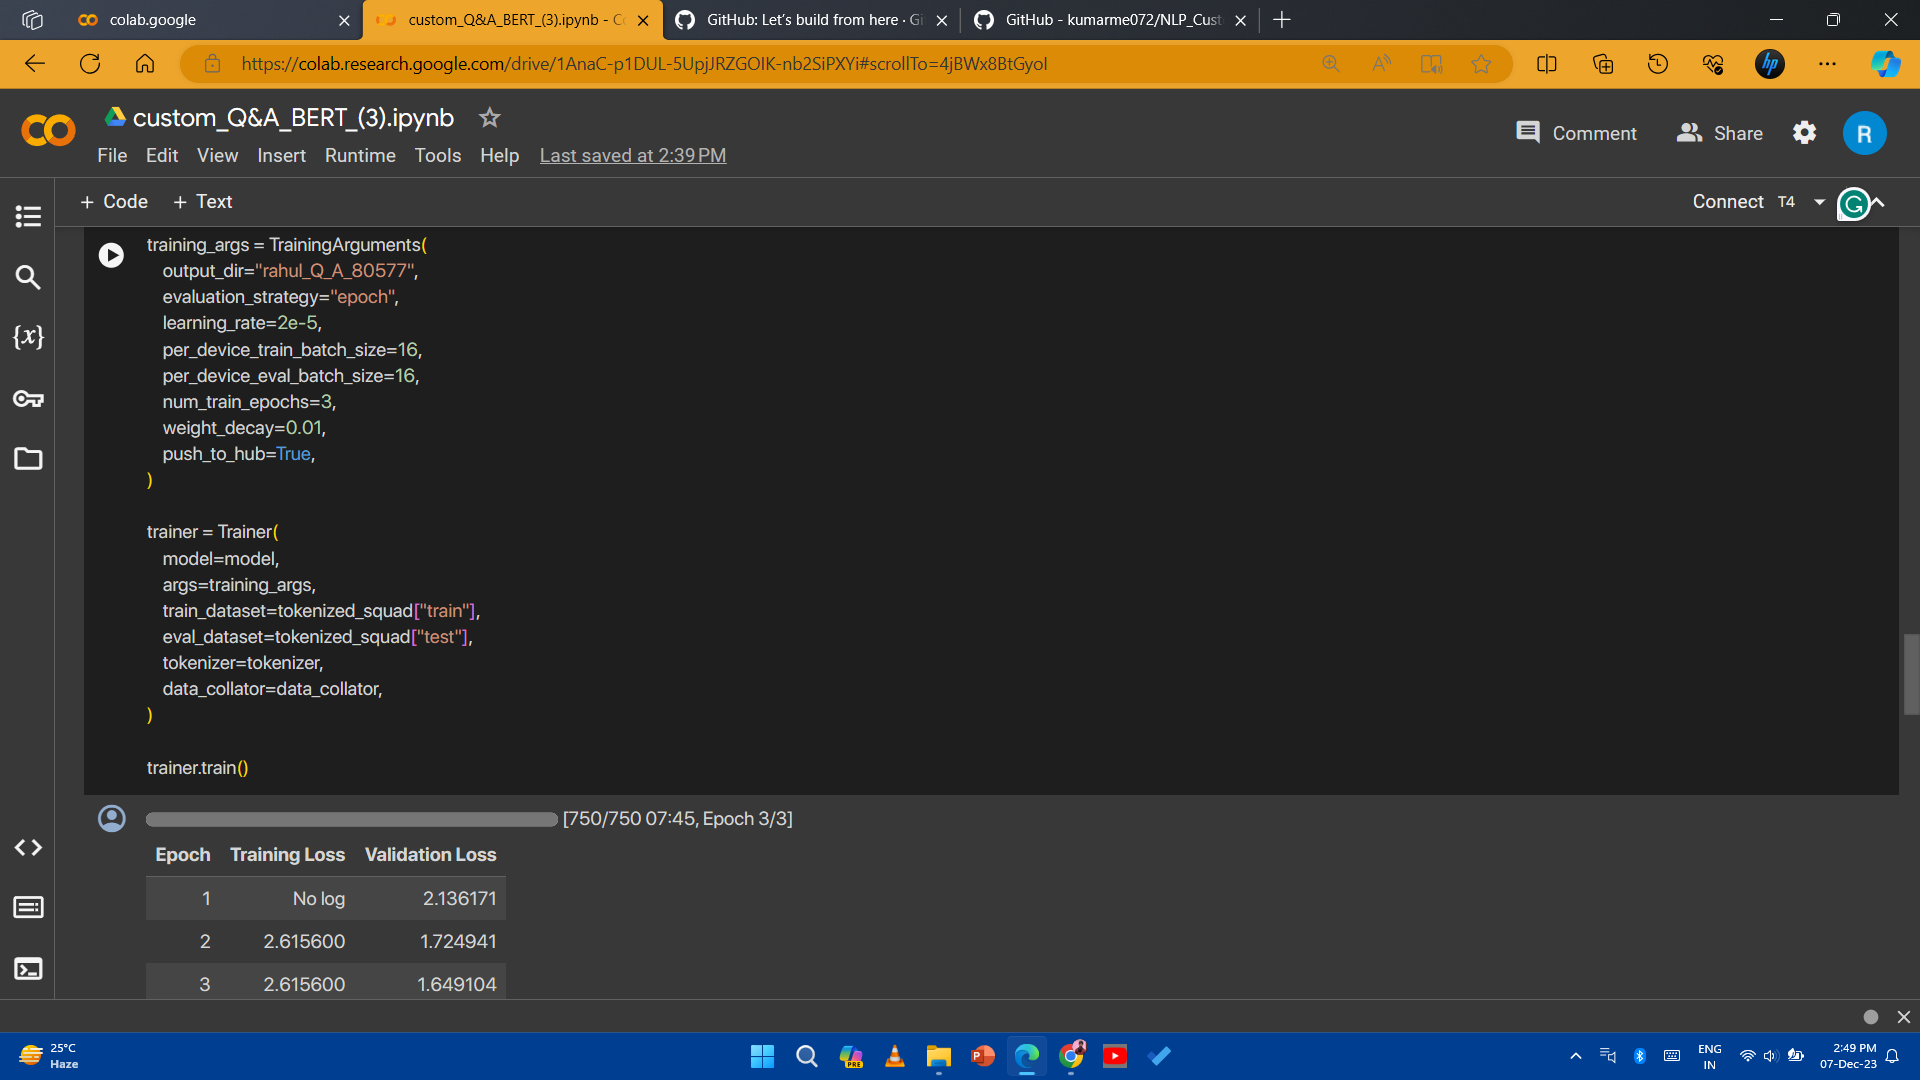 colab.google
custom_Q&A_BERT_(3).ipynb - Co
GitHub: Let's build from here · Gi
GitHub - kumarme072/NLP_Cust
https://colab.research.google.com/drive/1AnaC-p1DUL-5UpjJRZGOIK-nb2SiPXYi#scrollTo=4jBWx8BtGyoI
custom_Q&A_BERT_(3).ipynb
File Edit View Insert Runtime Tools Help Last saved at 2:39 PM
Comment Share R
+ Code + Text
Connect T4
training_args = TrainingArguments(
output_dir="rahul_Q_A_80577",
evaluation_strategy="epoch",
learning_rate=2e-5,
per_device_train_batch_size=16,
per_device_eval_batch_size=16,
num_train_epochs=3,
weight_decay=0.01,
push_to_hub=True,
)
trainer = Trainer(
model=model,
args=training_args,
train_dataset=tokenized_squad["train"],
eval_dataset=tokenized_squad["test"],
tokenizer=tokenizer,
data_collator=data_collator,
)
trainer.train()
[750/750 07:45, Epoch 3/3]
Epoch Training Loss Validation Loss
1 No log 2.136171
2 2.615600 1.724941
3 2.615600 1.649104
25°C
Haze
ENG
IN
2:49 PM
07-Dec-23